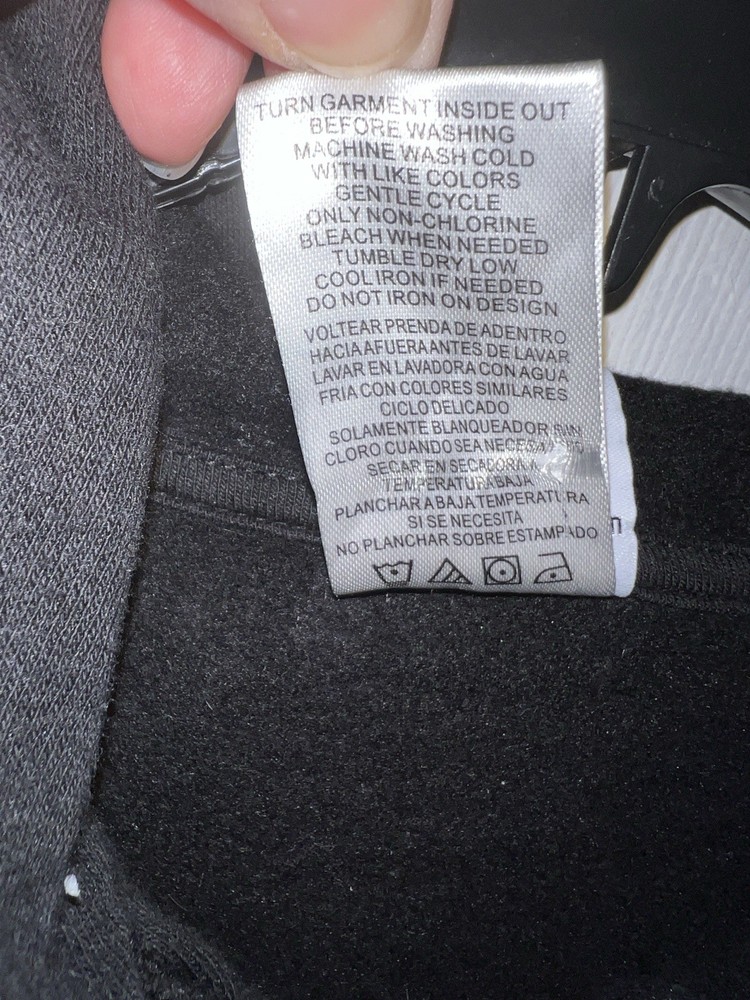 TURN GARMENT INSIDE OUT
BEFORE WASHING
MACHINE WASH COLD
WITH LIKE COLORS
GENTLE CYCLE
ONLY NON-CHLORINE
BLEACH WHEN NEEDED
TUMBLE DRY LOW
COOL IRON IF NEEDED
DO NOT IRON ON DESIGN
VOLTEAR PRENDA DE ADENTRO
HACIA AFUERA ANTES DE LAVAR
LAVAR EN LAVADORA CON AGUA
FRIA CON COLORES SIMILARES
CICLO DELICADO
SOLAMENTE BLANQUEADOR SIN
CLORO CUANDO SEA NECESARIO
SECAR EN SECADORA A
TEMPERATURA BAJA
PLANCHAR A BAJA TEMPERATURA
SI SE NECESITA
NO PLANCHAR SOBRE ESTAMPADO